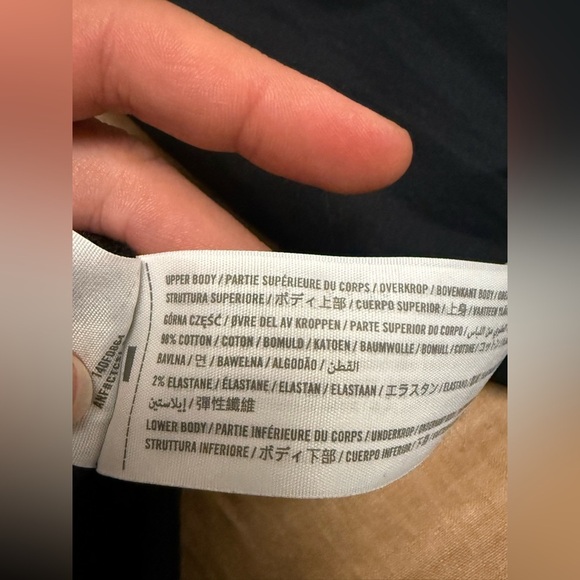 UPPER BODY / PARTIE SUPÉRIEURE DU CORPS / OVERKROP / BOVENKANT BODY /
STRUTTURA SUPERIORE / ボディ上部 / CUERPO SUPERIOR / 上身 / VAARTEEN
GÓRNA CZĘŚĆ / ØVRE DEL AV KROPPEN / PARTE SUPERIOR DO CORPO /
98% COTTON / COTON / BOMULD / KATOEN / BAUMWOLLE / BOMULL / COTONE /
BAVLNA / 면 / BAWEŁNA / ALGODÃO / القطن
2% ELASTANE / ÉLASTANE / ELASTAN / ELASTAAN / エラスタン / ELASTANO /
إيلاستين / 彈性纖維
LOWER BODY / PARTIE INFÉRIEURE DU CORPS / UNDERKROP /
STRUTTURA INFERIORE / ボディ下部 / CUERPO INFERIOR /